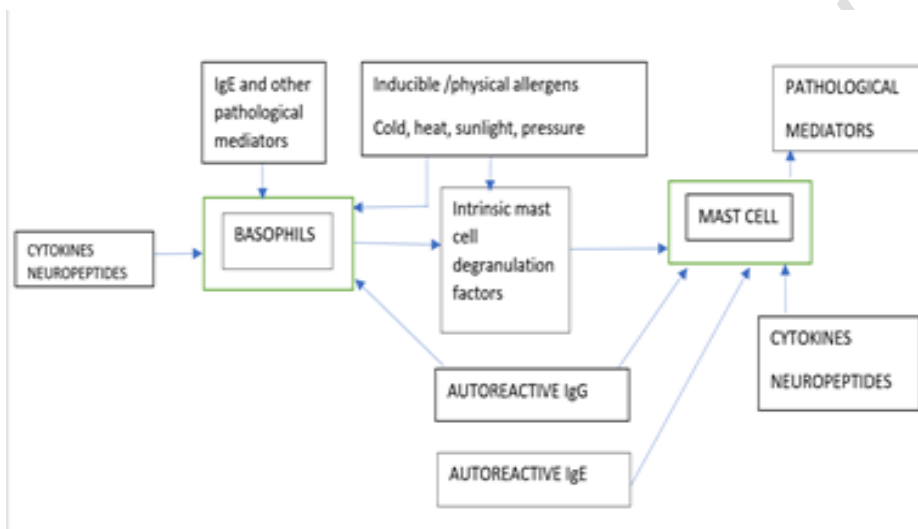 IgE and other
pathological
mediators
Inducible /physical allergens
Cold, heat, sunlight, pressure
PATHOLOGICAL
MEDIATORS
CYTOKINES
NEUROPEPTIDES
BASOPHILS
Intrinsic mast
cell
degranulation
factors
MAST CELL
CYTOKINES
NEUROPEPTIDES
AUTOREACTIVE IgG
AUTOREACTIVE IgE